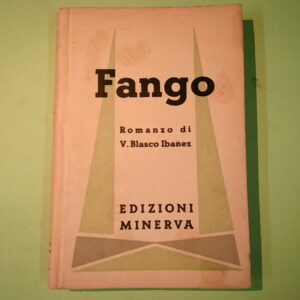 Fango
Romanzo di
V. Blasco Ibañez
EDIZIONI
MINERVA